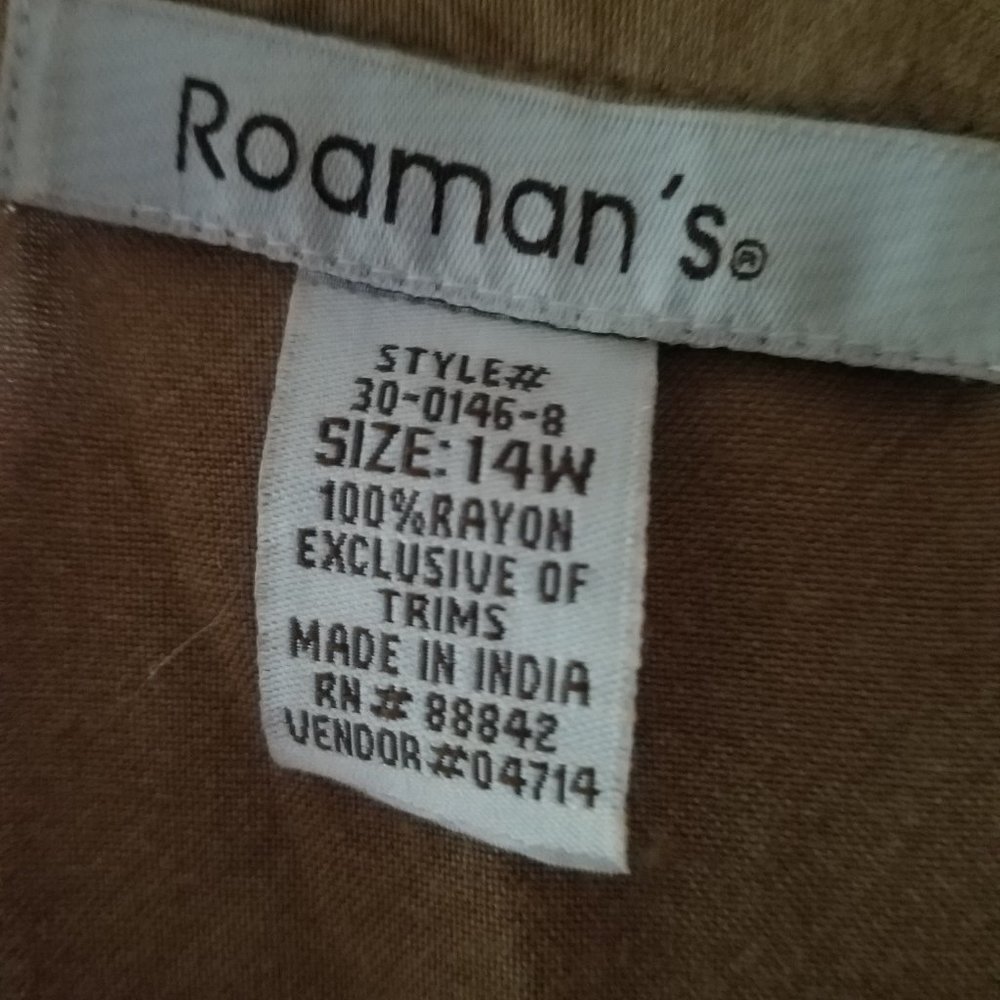 Roaman's®
STYLE#
30-0146-8
SIZE: 14W
100%RAYON
EXCLUSIVE OF
TRIMS
MADE IN INDIA
RN # 88842
VENDOR #04714